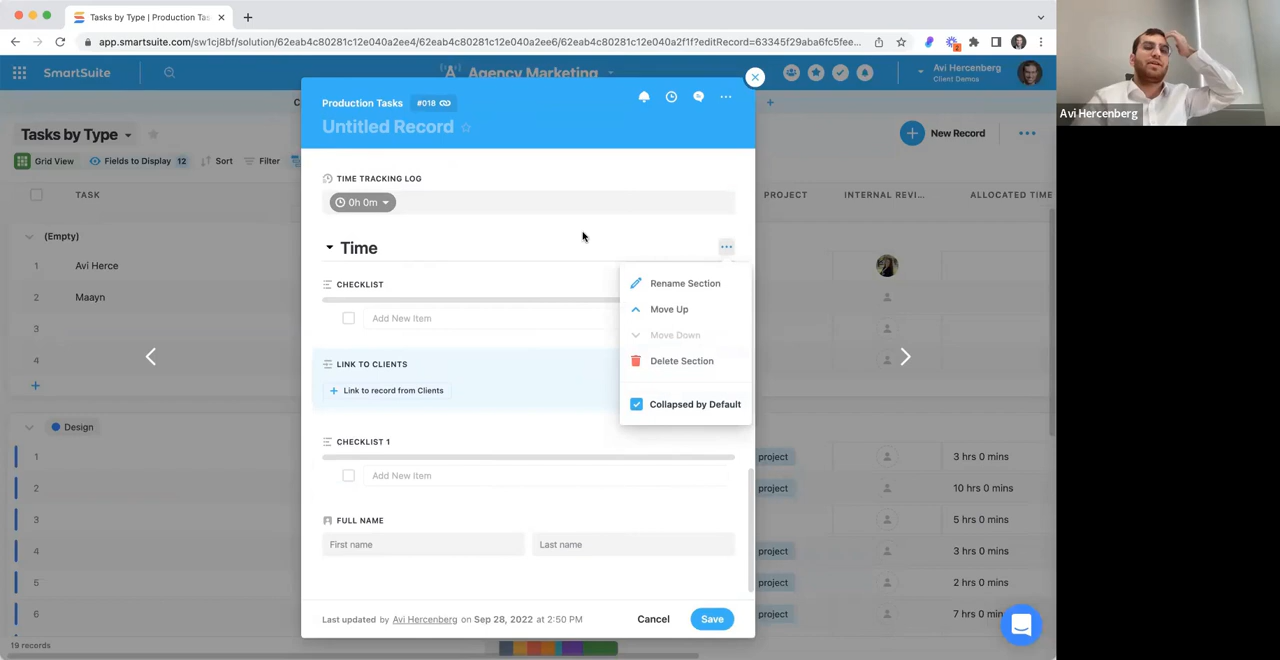 Tasks by Type | Production Tas
app.smartsuite.com/sw1cj8bf/solution/62eab4c80281c12e040a2ee4/62eab4c80281c12e040a2ee6/62eab4c80281c12e040a2f1f?editRecord=63345f29aba6fc5fee...
SmartSuite
Agency Marketing
Avi Hercenberg
Client Demos
Avi Hercenberg
Production Tasks
#018
Untitled Record
Tasks by Type
New Record
Grid View
Fields to Display 12
Sort
Filter
TASK
PROJECT
INTERNAL REVI...
ALLOCATED TIME
(Empty)
1 Avi Herce
2 Maayn
3
4
TIME TRACKING LOG
0h 0m
Time
CHECKLIST
Add New Item
LINK TO CLIENTS
Link to record from Clients
CHECKLIST 1
Add New Item
FULL NAME
First name
Last name
Rename Section
Move Up
Move Down
Delete Section
Collapsed by Default
Design
1 project 3 hrs 0 mins
2 project 10 hrs 0 mins
3 5 hrs 0 mins
4 project 3 hrs 0 mins
5 project 2 hrs 0 mins
6 project 7 hrs 0 min
Last updated by Avi Hercenberg on Sep 28, 2022 at 2:50 PM
Cancel
Save
19 records